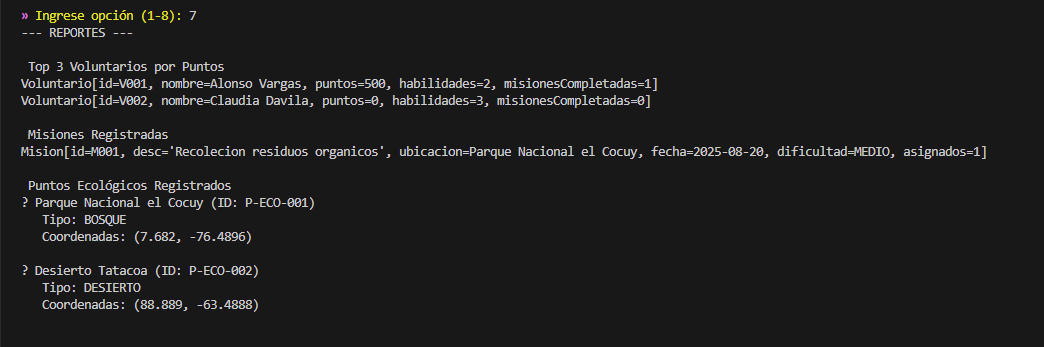 » Ingrese opción (1-8): 7
--- REPORTES ---
Top 3 Voluntarios por Puntos
Voluntario[id=V001, nombre=Alonso Vargas, puntos=500, habilidades=2, misionesCompletadas=1]
Voluntario[id=V002, nombre=Claudia Davila, puntos=0, habilidades=3, misionesCompletadas=0]
Misiones Registradas
Mision[id=M001, desc='Recolecion residuos organicos', ubicacion=Parque Nacional el Cocuy, fecha=2025-08-20, dificultad=MEDIO, asignados=1]
Puntos Ecológicos Registrados
? Parque Nacional el Cocuy (ID: P-ECO-001)
Tipo: BOSQUE
Coordenadas: (7.682, -76.4896)
? Desierto Tatacoa (ID: P-ECO-002)
Tipo: DESIERTO
Coordenadas: (88.889, -63.4888)